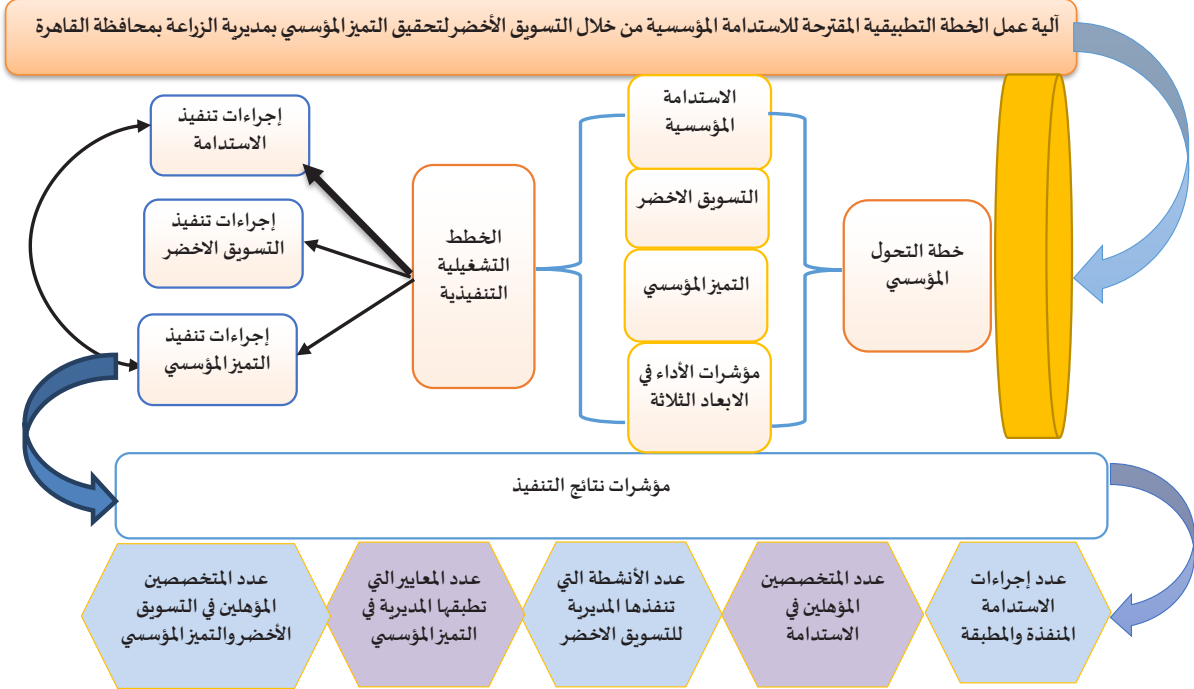 آلية عمل الخطة التطبيقية المقترحة للاستدامة المؤسسية من خلال التسويق الأخضر لتحقيق التميز المؤسسي بمديرية الزراعة بمحافظة القاهرة
خطة التحول
المؤسسي
الاستدامة
المؤسسية
التسويق الاخضر
التميز المؤسسي
مؤشرات الأداء في
الابعاد الثلاثة
الخطط
التشغيلية
التنفيذية
إجراءات تنفيذ
الاستدامة
إجراءات تنفيذ
التسويق الاخضر
إجراءات تنفيذ
التميز المؤسسي
مؤشرات نتائج التنفيذ
عدد إجراءات
الاستدامة
المنفذة والمطبقة
عدد المتخصصين
المؤهلين في
الاستدامة
عدد الأنشطة التي
تنفذها المديرية
للتسويق الاخضر
عدد المعايير التي
تطبقها المديرية في
التميز المؤسسي
عدد المتخصصين
المؤهلين في التسويق
الأخضر والتميز المؤسسي